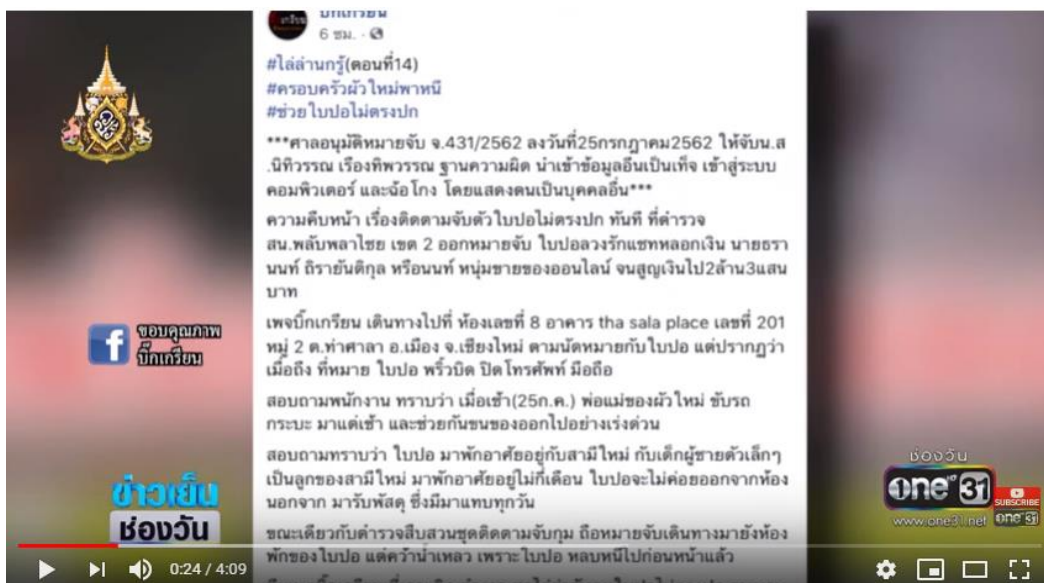 บิ๊กเกรียน
6 ชม.
#ไล่ล่านกรู้(ตอนที่14)
#ครอบครัวผัวใหม่พาหนี
#ช่วยใบปอไม่ตรงปก
***ศาลอนุมัติหมายจับ จ.431/2562 ลงวันที่25กรกฎาคม2562 ให้จับน.ส
.นิทิวรรณ เรืองทิพวรรณ ฐานความผิด นำเข้าข้อมูลอันเป็นเท็จ เข้าสู่ระบบ
คอมพิวเตอร์ และฉ้อโกง โดยแสดงตนเป็นบุคคลอื่น***
ความคืบหน้า เรื่องติดตามจับตัวใบปอไม่ตรงปก ทันที ที่ตำรวจ
สน.พลับพลาไชย เขต 2 ออกหมายจับ ใบปอลวงรักแชทหลอกเงิน นายธรา
นนท์ ถิรายันติกุล หรือนนท์ หนุ่มขายของออนไลน์ จนสูญเงินไป2ล้าน3แสน
บาท
เพจบิ๊กเกรียน เดินทางไปที่ ห้องเลขที่ 8 อาคาร tha sala place เลขที่ 201
หมู่ 2 ต.ท่าศาลา อ.เมือง จ.เชียงใหม่ ตามนัดหมายกับใบปอ แต่ปรากฏว่า
เมื่อถึง ที่หมาย ใบปอ พริ้วบิด ปิดโทรศัพท์ มือถือ
สอบถามพนักงาน ทราบว่า เมื่อเช้า(25ก.ค.) พ่อแม่ของผัวใหม่ ขับรถ
กระบะ มาแต่เช้า และช่วยกันขนของออกไปอย่างเร่งด่วน
สอบถามทราบว่า ใบปอ มาพักอาศัยอยู่กับสามีใหม่ กับเด็กผู้ชายตัวเล็กๆ
เป็นลูกของสามีใหม่ มาพักอาศัยอยู่ไม่กี่เดือน ใบปอจะไม่ค่อยออกจากห้อง
นอกจาก มารับพัสดุ ซึ่งมีมาแทบทุกวัน
ขณะเดียวกับตำรวจสืบสวนชุดติดตามจับกุม ถือหมายจับเดินทางมายังห้อง
พักของใบปอ แต่คว้าน้ำเหลว เพราะใบปอ หลบหนีไปก่อนหน้าแล้ว
f ขอบคุณภาพ
บิ๊กเกรียน
ข่าวเย็น
ช่องวัน
ช่องวัน
one 31
www.one31.net
SUBSCRIBE
one 31
0:24 / 4:09